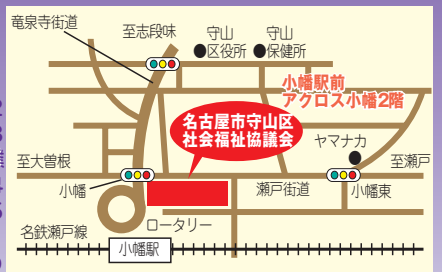 竜泉寺街道
至志段味
守山
区役所
守山
保健所
小幡駅前
アクロス小幡2階
名古屋市守山区
社会福祉協議会
ヤマナカ
至大曽根
至瀬戸
小幡
瀬戸街道
小幡東
ロータリー
名鉄瀬戸線
小幡駅